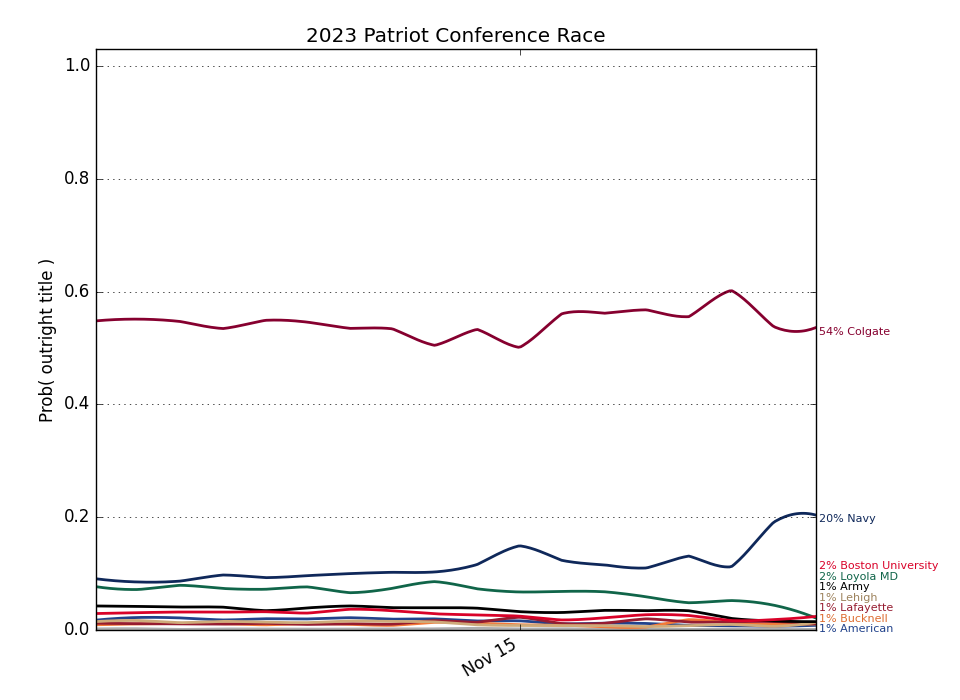 2023 Patriot Conference Race
1.0
0.8
0.6
0.4
0.2
0.0
Prob( outright title )
Nov 15
54% Colgate
20% Navy
2% Boston University
2% Loyola MD
1% Army
1% Lehigh
1% Lafayette
1% Bucknell
1% American